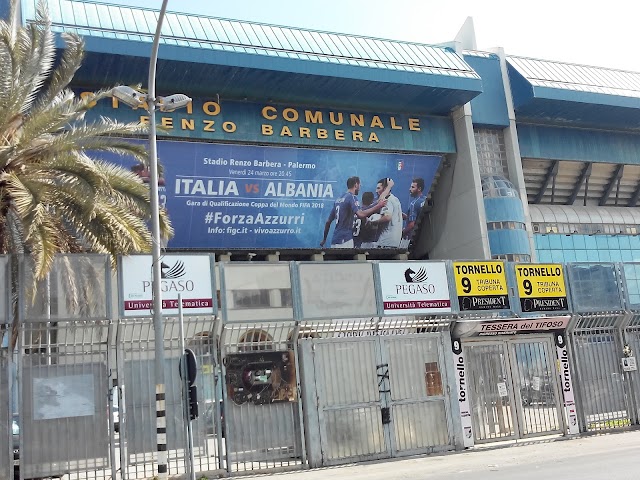 STADIO COMUNALE
RENZO BARBERA
Stadio Renzo Barbera - Palermo
Venerdì 24 marzo ore 20.45
ITALIA vs ALBANIA
Gara di Qualificazione Coppa del Mondo FIFA 2018
#ForzaAzzurri
Info: figc.it - vivoazzurro.it
PEGASO
Università Telematica
PEGASO
Università Telematica
TORNELLO
9 TRIBUNA COPERTA
PRESIDENT
TORNELLO
9 TRIBUNA COPERTA
PRESIDENT
TESSERA del TIFOSO
9 tornello
9 tornello